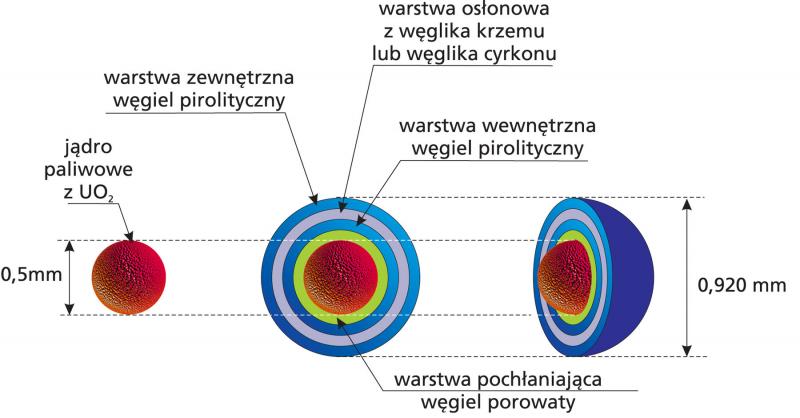 warstwa osłonowa
z węglika krzemu
lub węglika cyrkonu
warstwa zewnętrzna
węgiel pirolityczny
warstwa wewnętrzna
węgiel pirolityczny
jądro
paliwowe
z UO₂
0,5mm
0,920 mm
warstwa pochłaniająca
węgiel porowaty